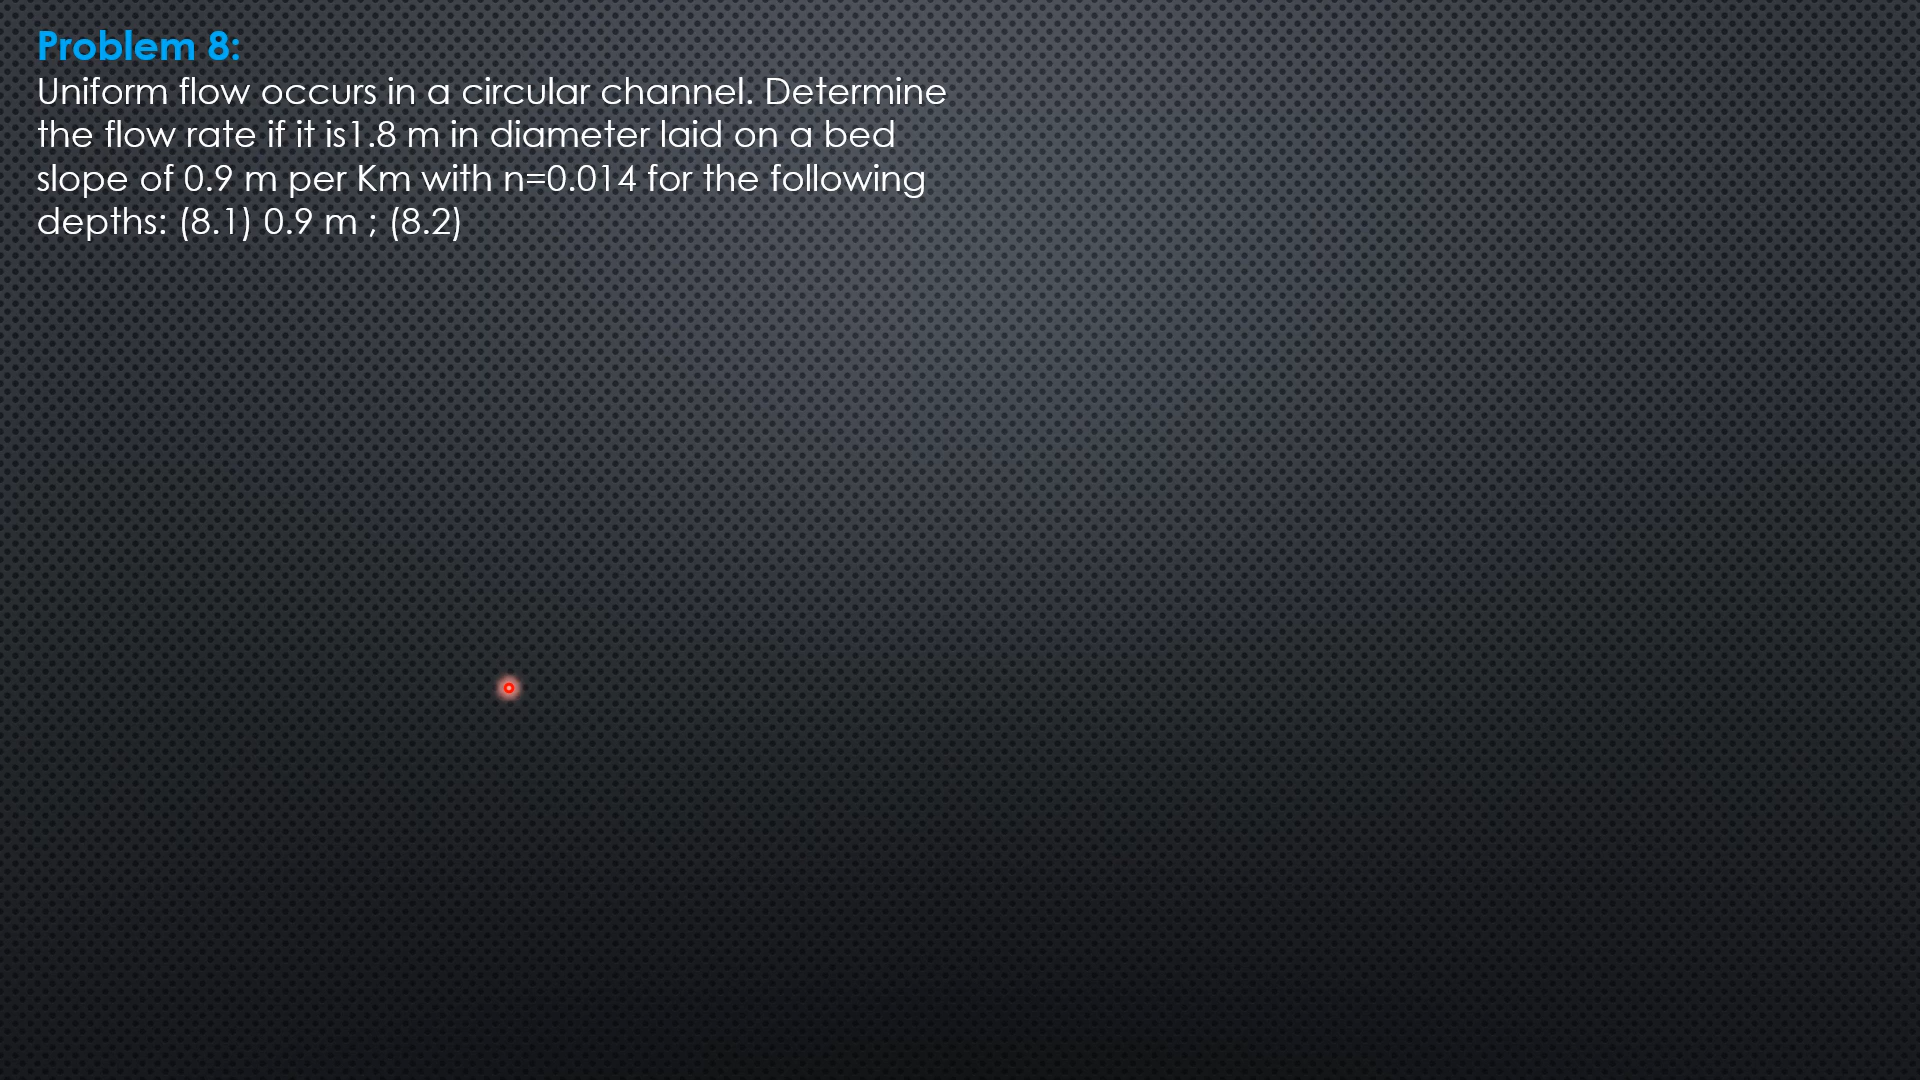 Problem 8:
Uniform flow occurs in a circular channel. Determine
the flow rate if it is1.8 m in diameter laid on a bed
slope of 0.9 m per Km with n=0.014 for the following
depths: (8.1) 0.9 m ; (8.2)